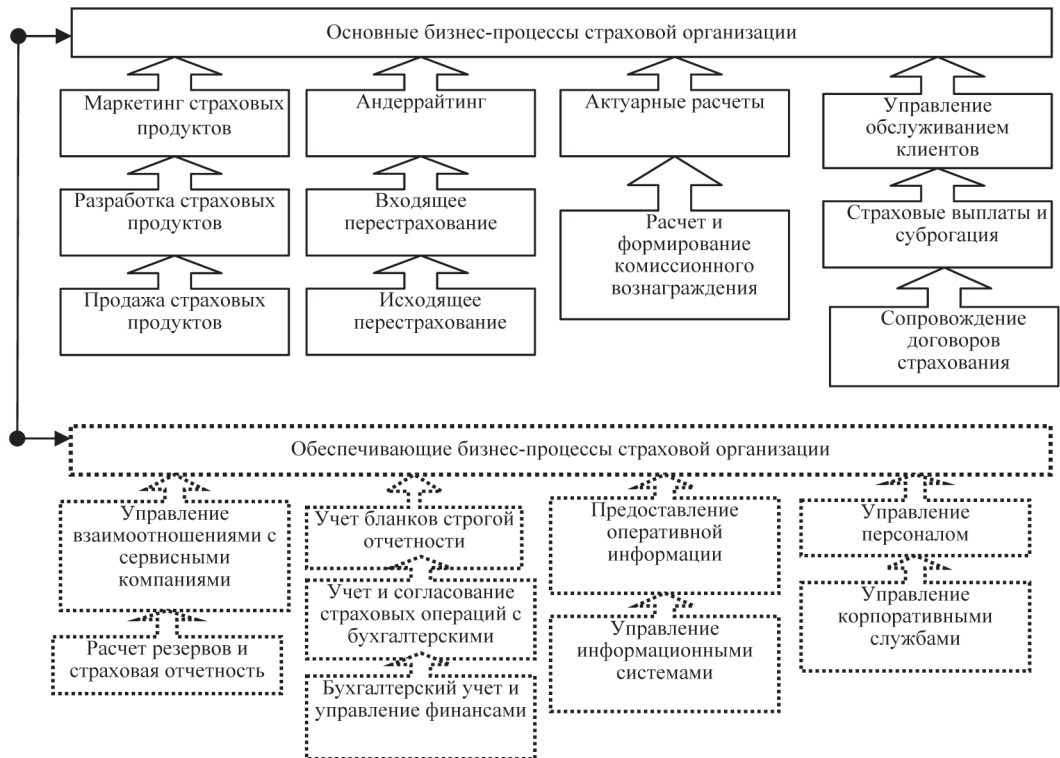 Основные бизнес-процессы страховой организации
Маркетинг страховых
продуктов
Андеррайтинг
Актуарные расчеты
Управление
обслуживанием
клиентов
Разработка страховых
продуктов
Входящее
перестрахование
Расчет и
формирование
комиссионного
вознаграждения
Страховые выплаты и
суброгация
Продажа страховых
продуктов
Исходящее
перестрахование
Сопровождение
договоров
страхования
Обеспечивающие бизнес-процессы страховой организации
Управление
взаимоотношениями с
сервисными
компаниями
Учет бланков строгой
отчетности
Предоставление
оперативной
информации
Управление
персоналом
Расчет резервов и
страховая отчетность
Учет и согласование
страховых операций с
бухгалтерскими
Управление
информационными
системами
Управление
корпоративными
службами
Бухгалтерский учет и
управление финансами